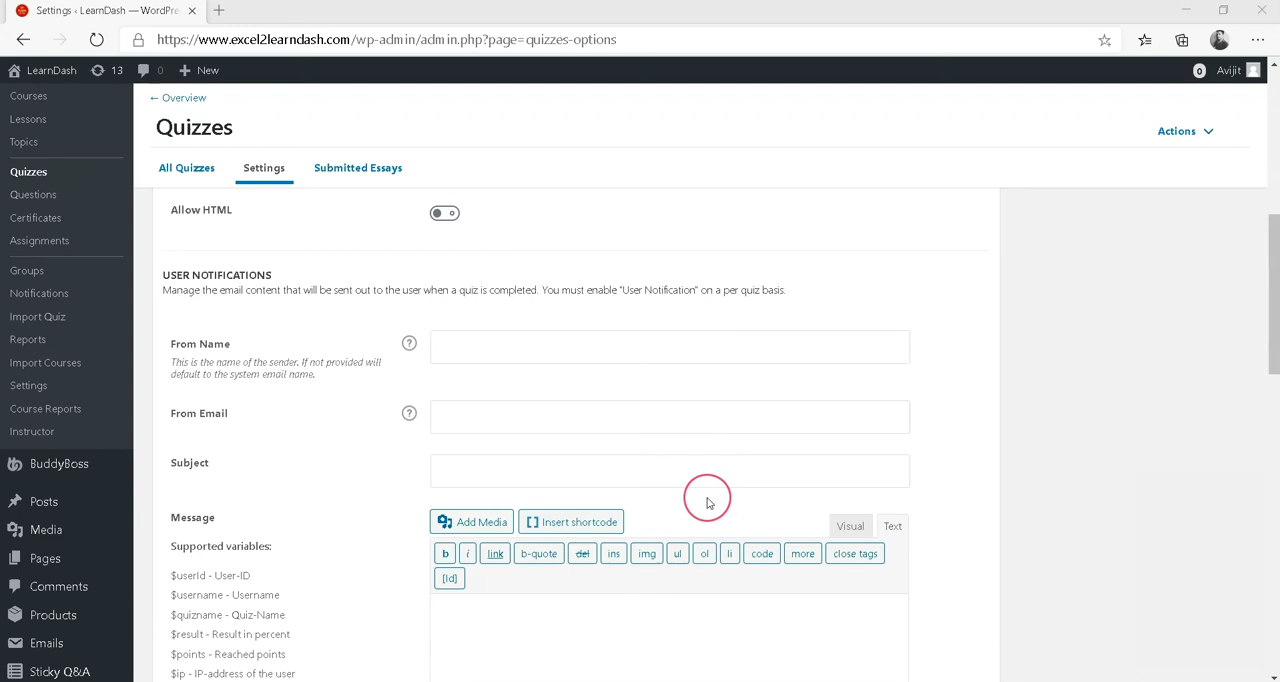 Settings ‹ LearnDash — WordPre
https://www.excel2learndash.com/wp-admin/admin.php?page=quizzes-options
LearnDash 13 0 New 0 Avijit
Courses
Lessons
Topics
Quizzes
Questions
Certificates
Assignments
Groups
Notifications
Import Quiz
Reports
Import Courses
Settings
Course Reports
Instructor
BuddyBoss
Posts
Media
Pages
Comments
Products
Emails
Sticky Q&A
← Overview
Quizzes
Actions
All Quizzes Settings Submitted Essays
Allow HTML
USER NOTIFICATIONS
Manage the email content that will be sent out to the user when a quiz is completed. You must enable "User Notification" on a per quiz basis.
From Name ?
This is the name of the sender. If not provided will
default to the system email name.
From Email ?
Subject
Message
Add Media [ ] Insert shortcode Visual Text
Supported variables:
b i link b-quote del ins img ul ol li code more close tags
[ld]
$userId - User-ID
$username - Username
$quizname - Quiz-Name
$result - Result in percent
$points - Reached points
$ip - IP-address of the user